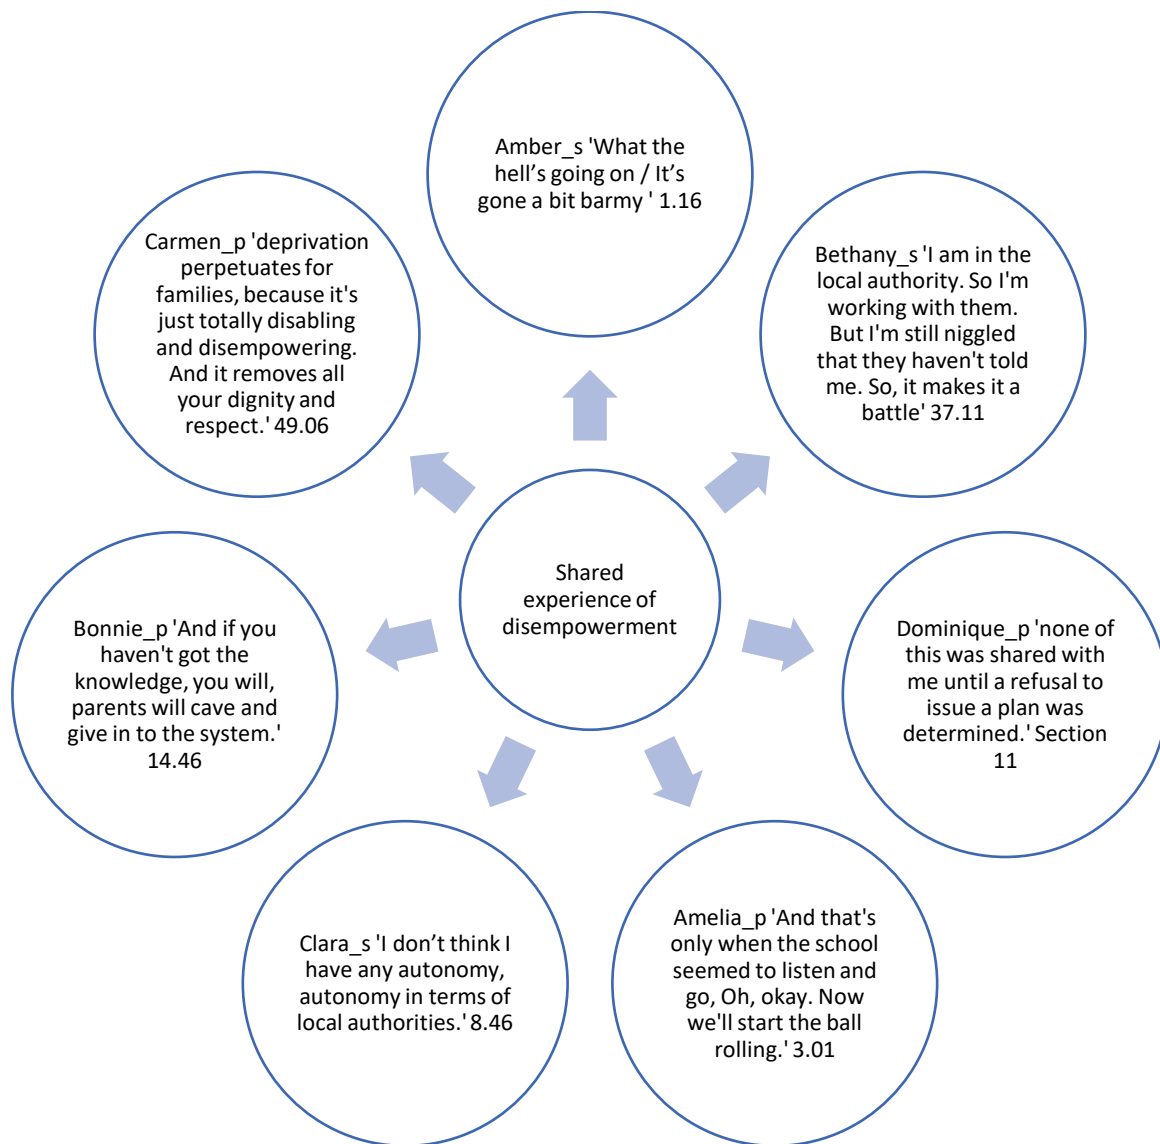 Amber_s 'What the
hell’s going on / It’s
gone a bit barmy ' 1.16
Bethany_s 'I am in the
local authority. So I'm
working with them.
But I'm still niggled
that they haven't told
me. So, it makes it a
battle' 37.11
Dominique_p 'none of
this was shared with
me until a refusal to
issue a plan was
determined.' Section
11
Amelia_p 'And that's
only when the school
seemed to listen and
go, Oh, okay. Now
we'll start the ball
rolling.' 3.01
Clara_s 'I don’t think I
have any autonomy,
autonomy in terms of
local authorities.' 8.46
Bonnie_p 'And if you
haven't got the
knowledge, you will,
parents will cave and
give in to the system.'
14.46
Carmen_p 'deprivation
perpetuates for
families, because it's
just totally disabling
and disempowering.
And it removes all
your dignity and
respect.' 49.06
Shared
experience of
disempowerment